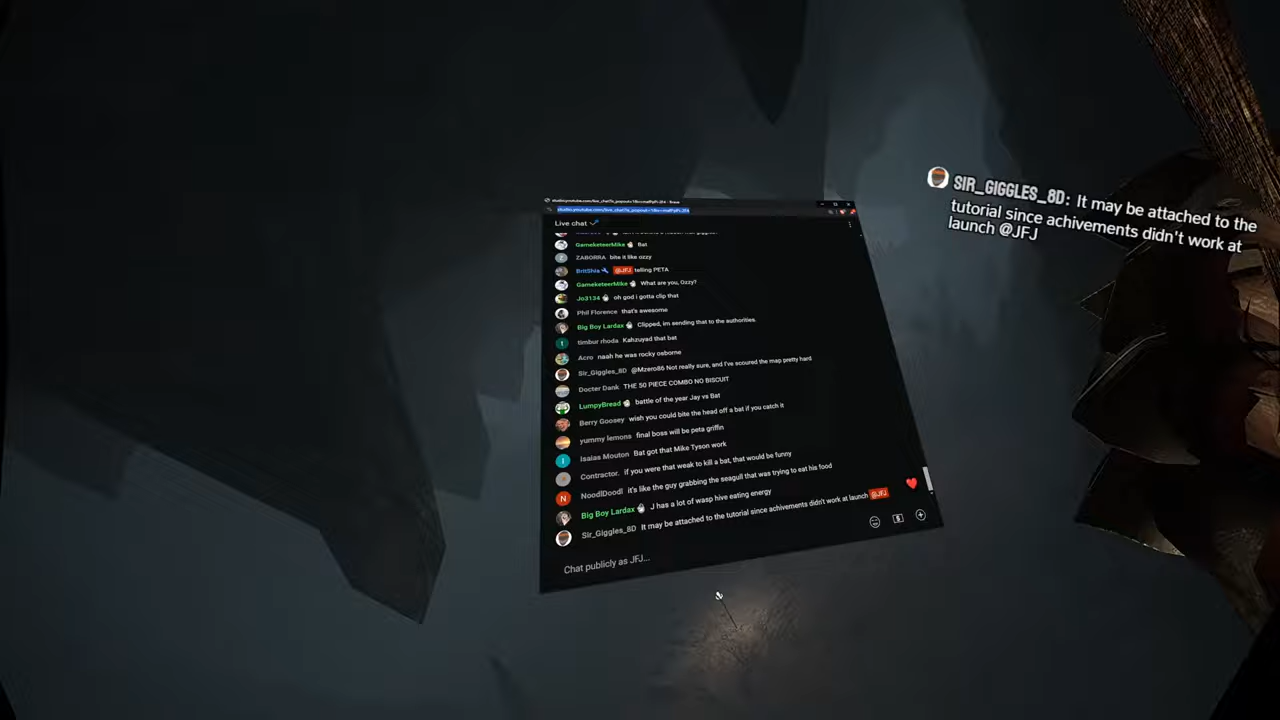 Live chat
GameketeerMike Bat
ZABORRA bite it like ozzy
BritShia @JFJ telling PETA
GameketeerMike What are you, Ozzy?
Jo3134 oh god i gotta clip that
Phil Florence that's awesome
Big Boy Lardax Clipped, im sending that to the authorities.
timbur rhoda Kahzuyad that bat
Acro naah he was rocky osborne
Sir_Giggles_8D @Mzero86 Not really sure, and I've scoured the map pretty hard
Docter Dank THE 50 PIECE COMBO NO BISCUIT
LumpyBread battle of the year Jay vs Bat
Berry Goosey wish you could bite the head off a bat if you catch it
yummy lemons final boss will be peta griffin
Isaias Mouton Bat got that Mike Tyson work
Contractor. if you were that weak to kill a bat, that would be funny
NoodlDoodl it's like the guy grabbing the seagull that was trying to eat his food
Big Boy Lardax J has a lot of wasp hive eating energy
Sir_Giggles_8D It may be attached to the tutorial since achivements didn't work at launch @JFJ
Chat publicly as JFJ...
SIR_GIGGLES_8D: It may be attached to the
tutorial since achivements didn't work at
launch @JFJ